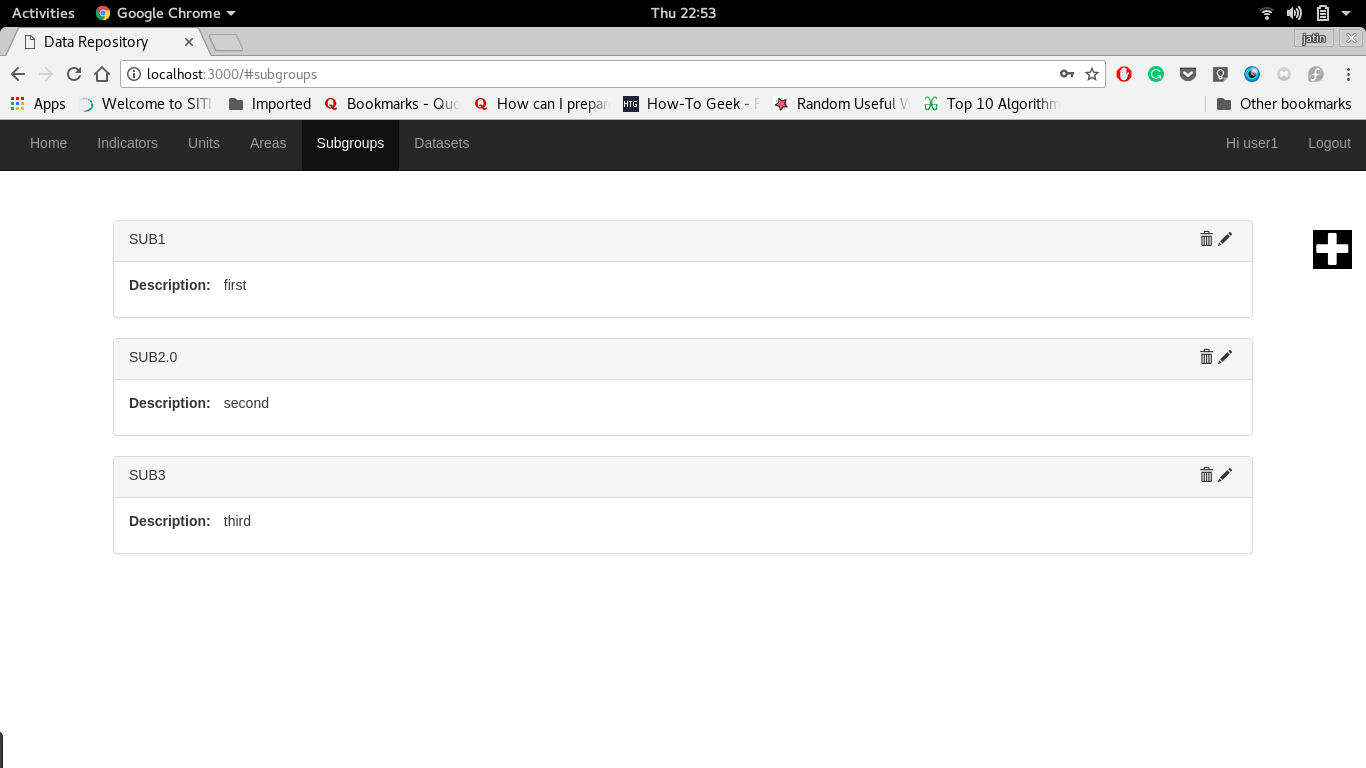 Activities Google Chrome Thu 22:53
Data Repository jatin
localhost:3000/#subgroups
Apps Welcome to SITI Imported Bookmarks - Quo How can I prepar HTG How-To Geek - F Random Useful W Top 10 Algorithm Other bookmarks
Home Indicators Units Areas Subgroups Datasets Hi user1 Logout
SUB1
Description: first
SUB2.0
Description: second
SUB3
Description: third